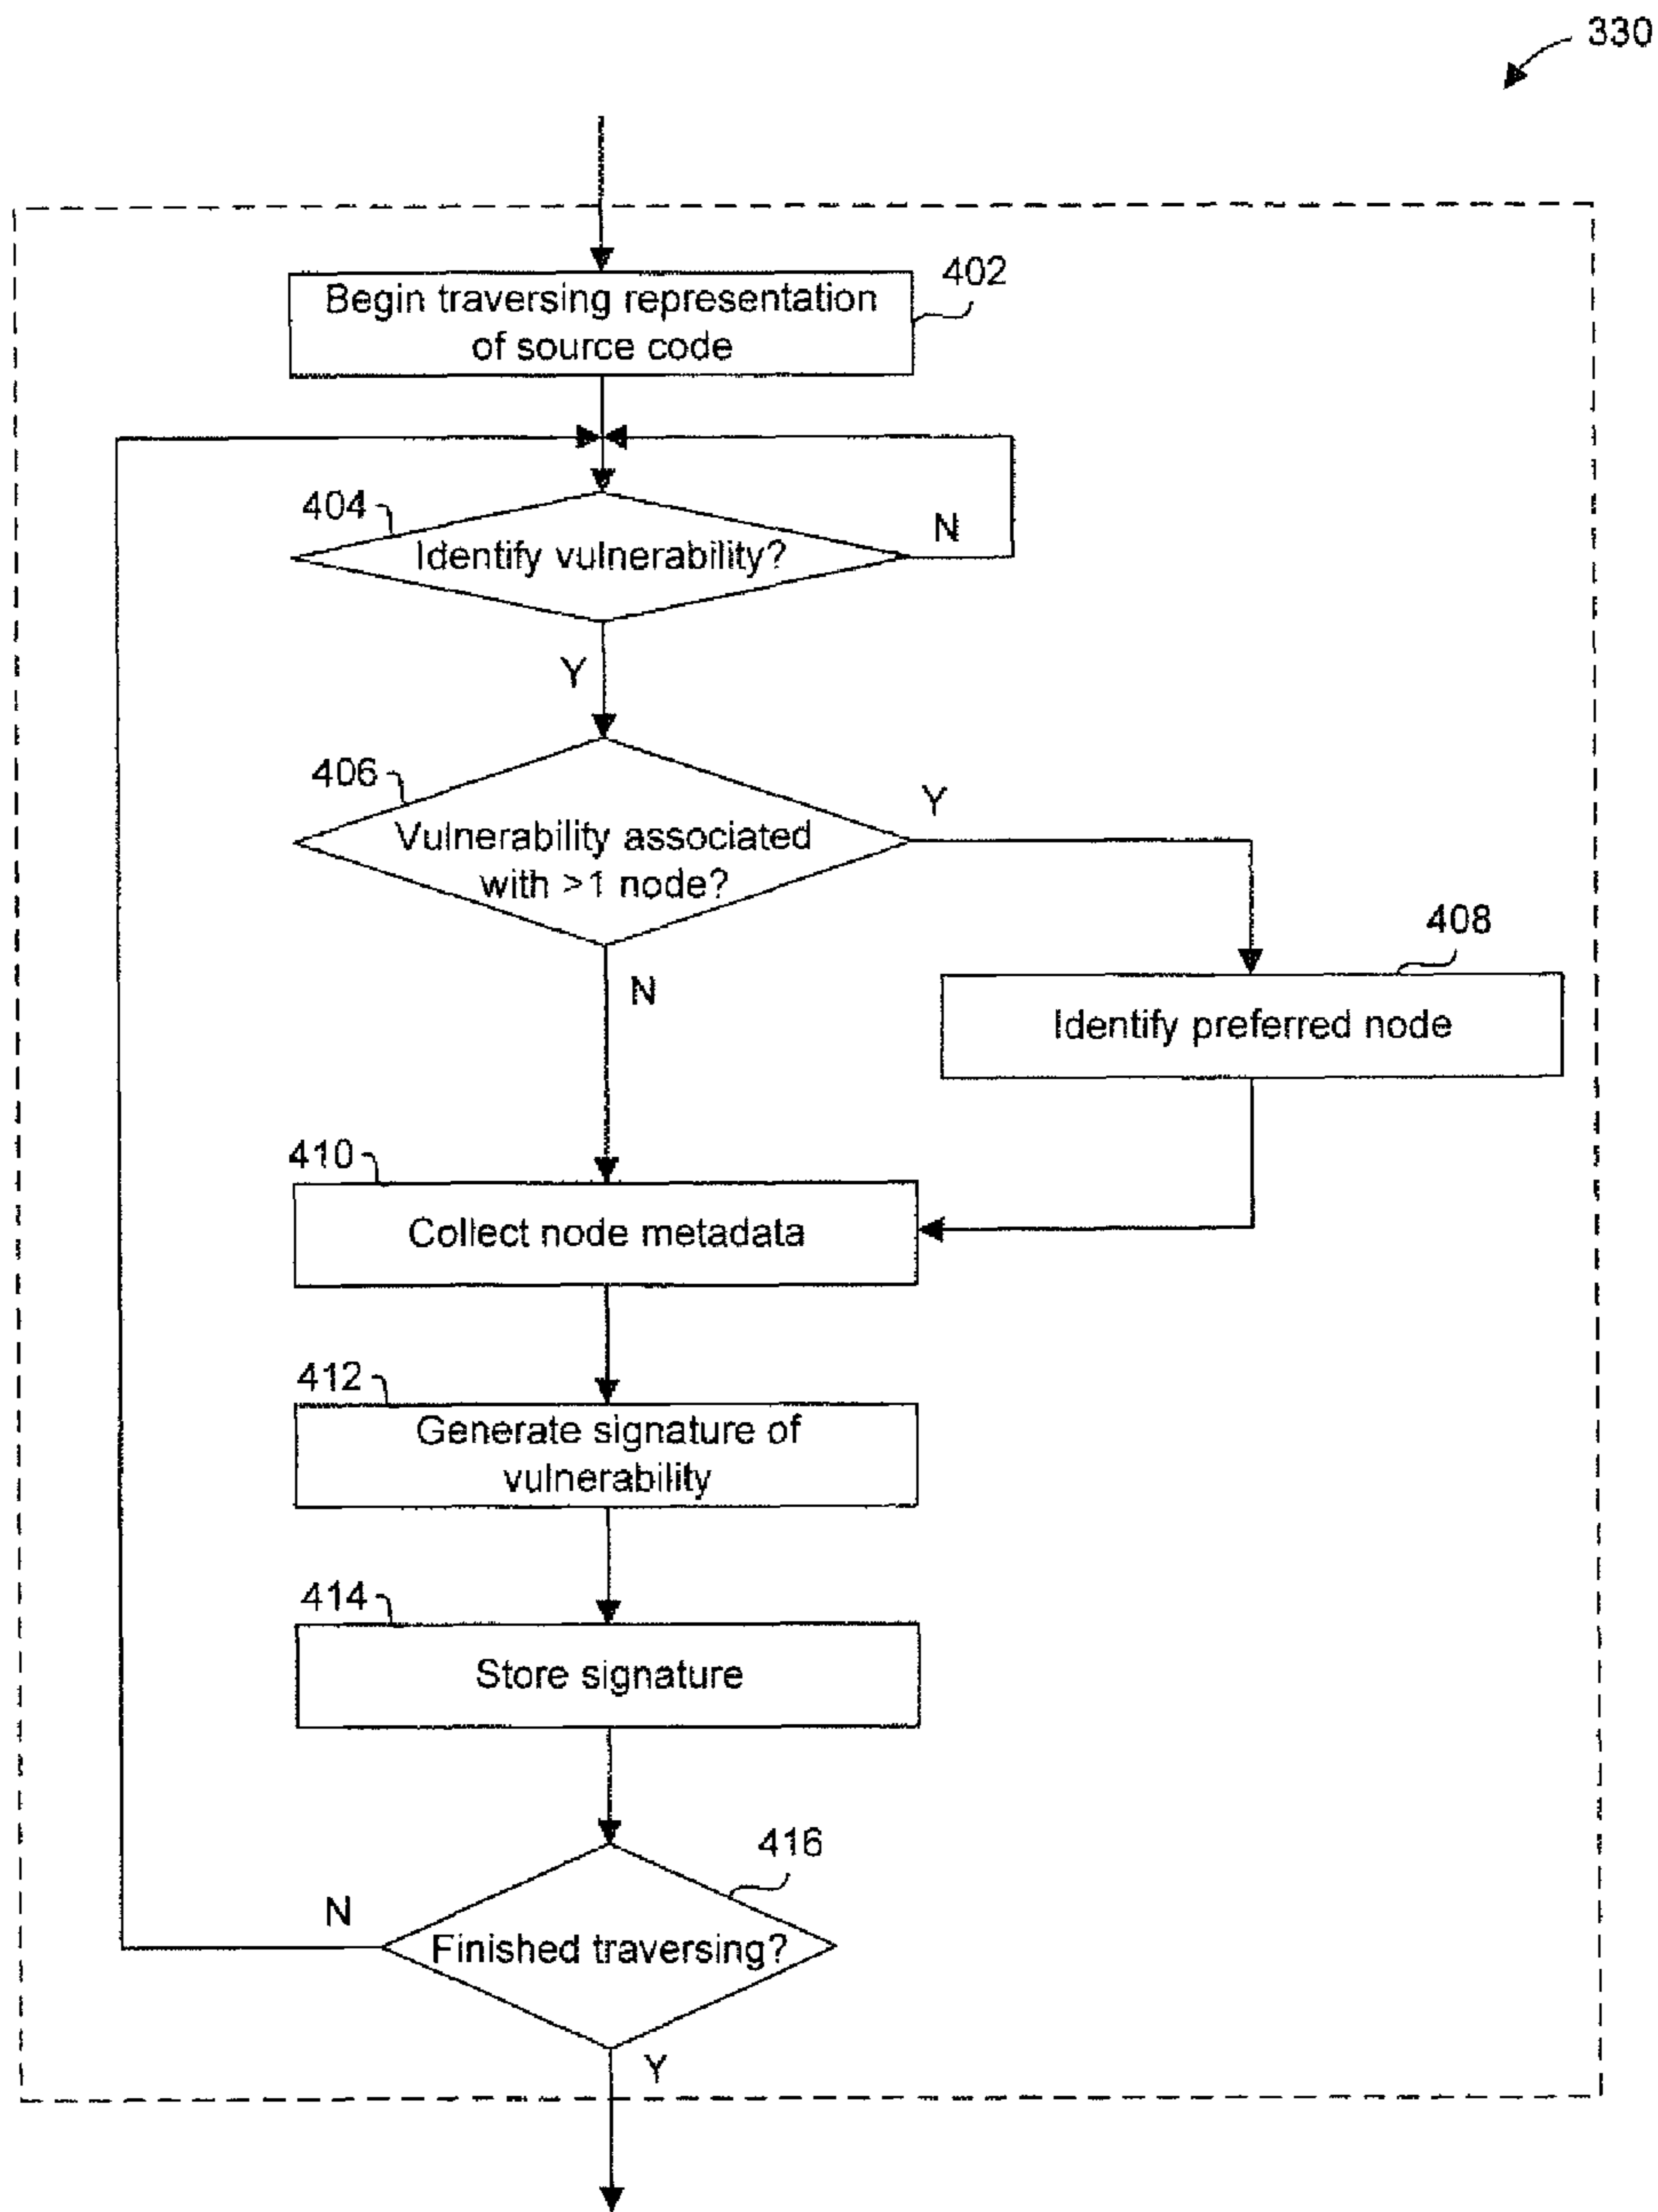 330
402
Begin traversing representation
of source code
404
Identify vulnerability?
N
Y
406
Vulnerability associated
with >1 node?
Y
N
408
Identify preferred node
410
Collect node metadata
412
Generate signature of
vulnerability
414
Store signature
416
Finished traversing?
N
Y